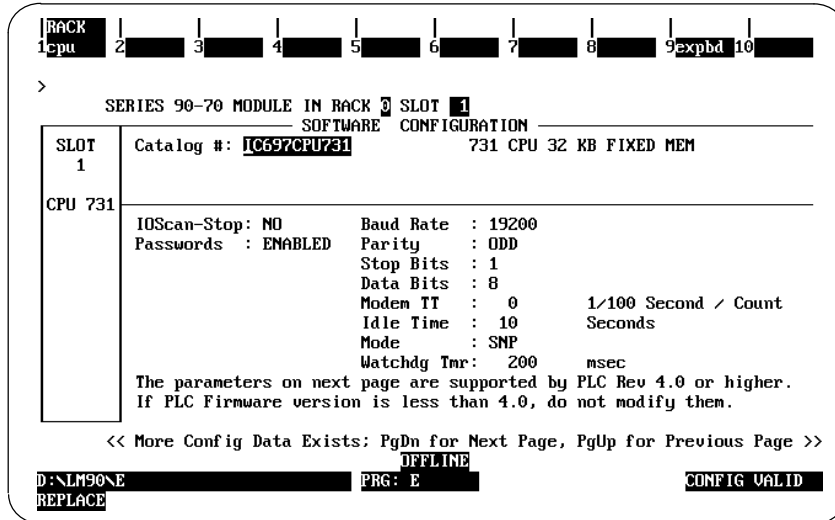 RACK
1cpu 2 3 4 5 6 7 8 9expbd 10
>
SERIES 90-70 MODULE IN RACK 0 SLOT 1
SOFTWARE CONFIGURATION
SLOT Catalog #: IC697CPU731 731 CPU 32 KB FIXED MEM
1
CPU 731
IOScan-Stop: NO Baud Rate : 19200
Passwords : ENABLED Parity : ODD
Stop Bits : 1
Data Bits : 8
Modem TT : 0 1/100 Second / Count
Idle Time : 10 Seconds
Mode : SNP
Watchdg Tmr: 200 msec
The parameters on next page are supported by PLC Rev 4.0 or higher.
If PLC Firmware version is less than 4.0, do not modify them.
<< More Config Data Exists; PgDn for Next Page, PgUp for Previous Page >>
OFFLINE
D:\LM90\E PRG: E CONFIG VALID
REPLACE